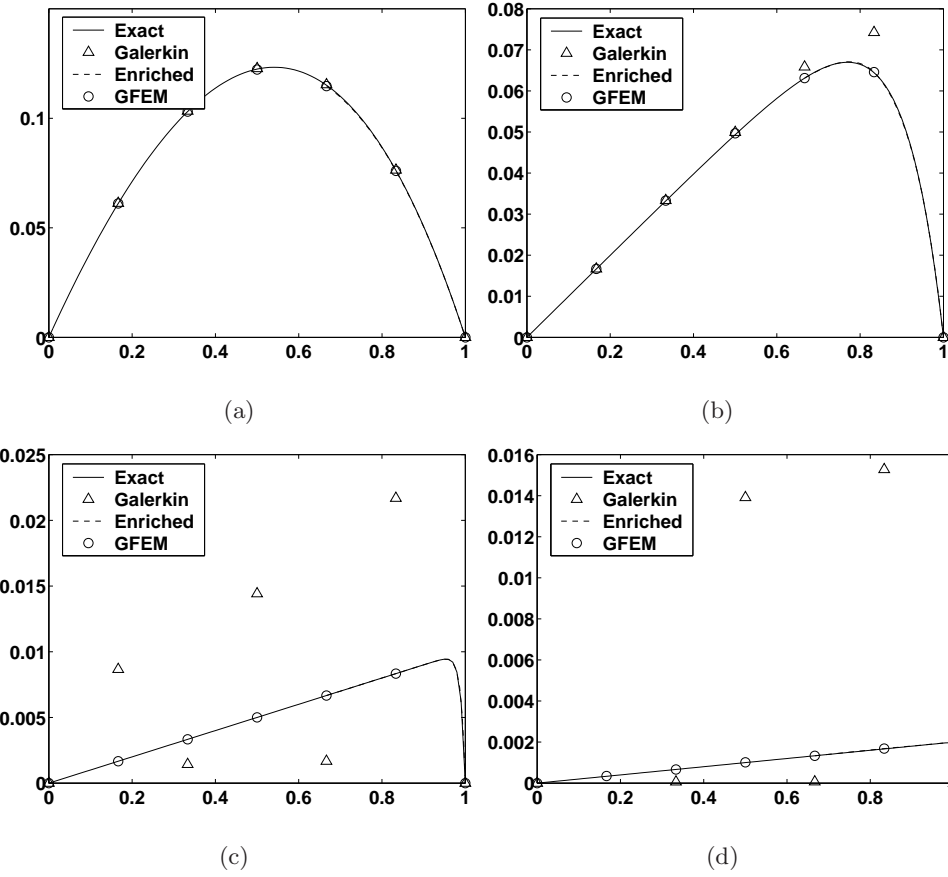 Exact
Galerkin
Enriched
GFEM
0.1
0.05
0
0 0.2 0.4 0.6 0.8 1
(a)
0.08
0.07
0.06
0.05
0.04
0.03
0.02
0.01
0
Exact
Galerkin
Enriched
GFEM
0 0.2 0.4 0.6 0.8 1
(b)
0.025
0.02
0.015
0.01
0.005
0
Exact
Galerkin
Enriched
GFEM
0 0.2 0.4 0.6 0.8 1
(c)
0.016
0.014
0.012
0.01
0.008
0.006
0.004
0.002
0
Exact
Galerkin
Enriched
GFEM
0 0.2 0.4 0.6 0.8
(d)